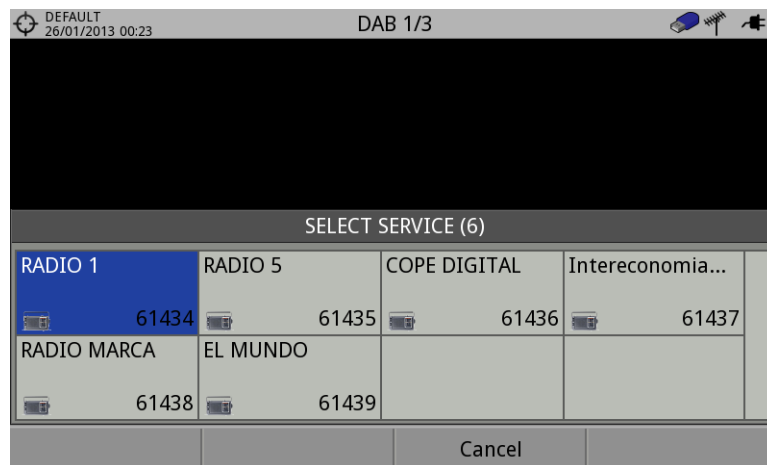 DEFAULT
26/01/2013 00:23
DAB 1/3
SELECT SERVICE (6)
RADIO 1
61434
RADIO 5
61435
COPE DIGITAL
61436
Intereconomia...
61437
RADIO MARCA
61438
EL MUNDO
61439
Cancel